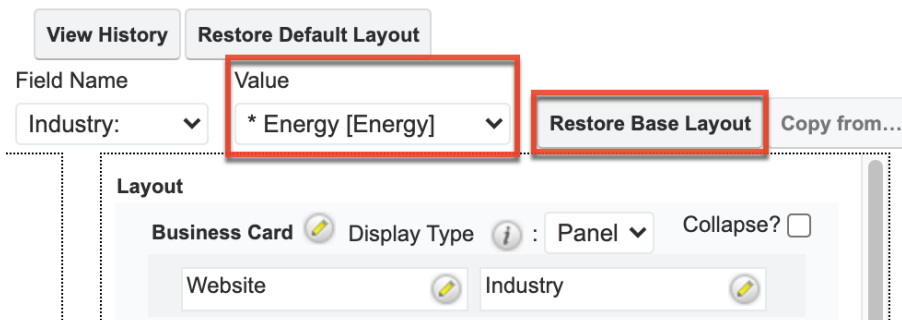 View History Restore Default Layout
Field Name Value
Industry: * Energy [Energy] Restore Base Layout Copy from...
Layout
Business Card Display Type i : Panel Collapse?
Website Industry